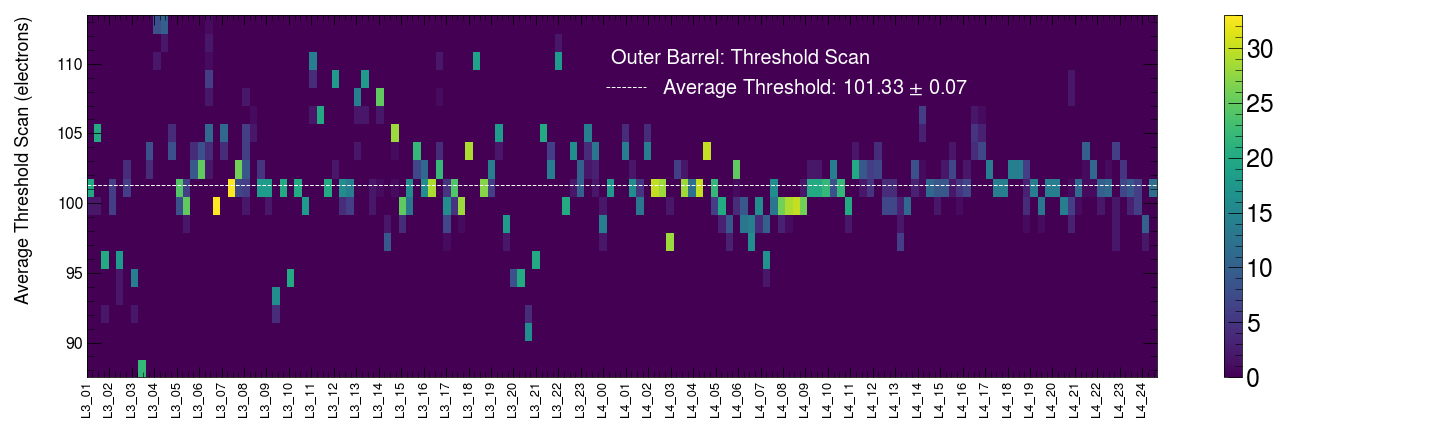 Average Threshold Scan (electrons)
110
105
100
95
90
Outer Barrel: Threshold Scan
Average Threshold: 101.33 ± 0.07
30
25
20
15
10
5
0
L3_01
L3_02
L3_03
L3_04
L3_05
L3_06
L3_07
L3_08
L3_09
L3_10
L3_11
L3_12
L3_13
L3_14
L3_15
L3_16
L3_17
L3_18
L3_19
L3_20
L3_21
L3_22
L3_23
L4_00
L4_01
L4_02
L4_03
L4_04
L4_05
L4_06
L4_07
L4_08
L4_09
L4_10
L4_11
L4_12
L4_13
L4_14
L4_15
L4_16
L4_17
L4_18
L4_19
L4_20
L4_21
L4_22
L4_23
L4_24